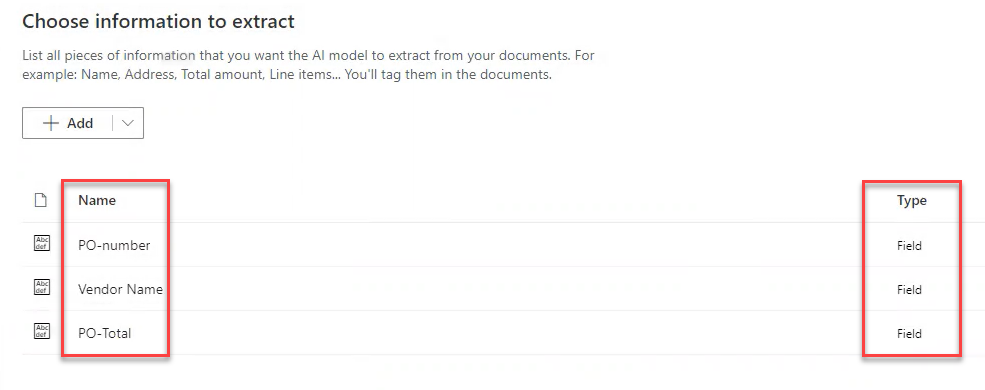 Choose information to extract
List all pieces of information that you want the AI model to extract from your documents. For
example: Name, Address, Total amount, Line items... You'll tag them in the documents.
Add
Name Type
Abc def PO-number Field
Abc def Vendor Name Field
Abc def PO-Total Field